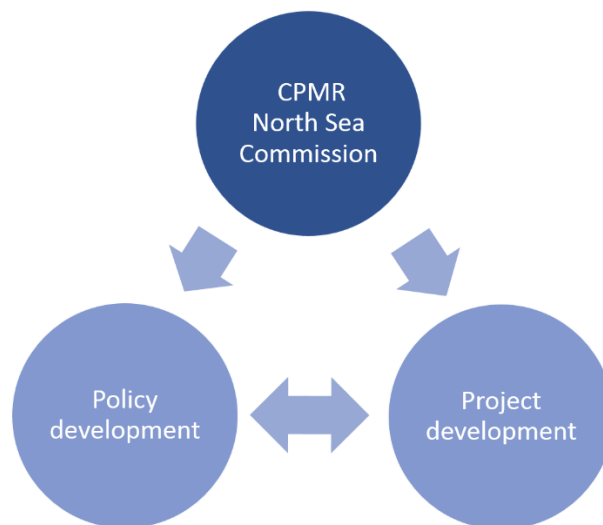 CPMR
North Sea
Commission
Policy
development
Project
development